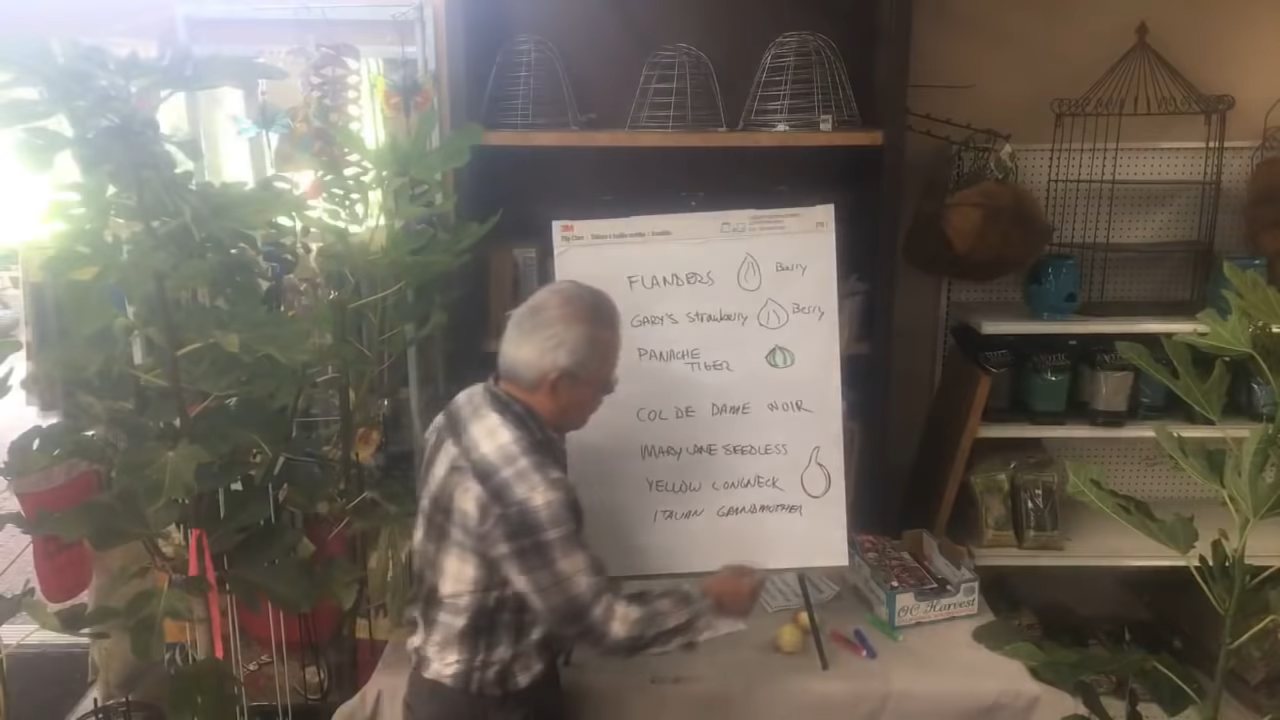 3M
FLANDERS Berry
GARY'S Strawberry Berry
PANACHE
TIGER
COL DE DAME NOIR
MARY LANE SEEDLESS
YELLOW LONGNECK
ITALIAN GRANDMOTHER
OC Harvest